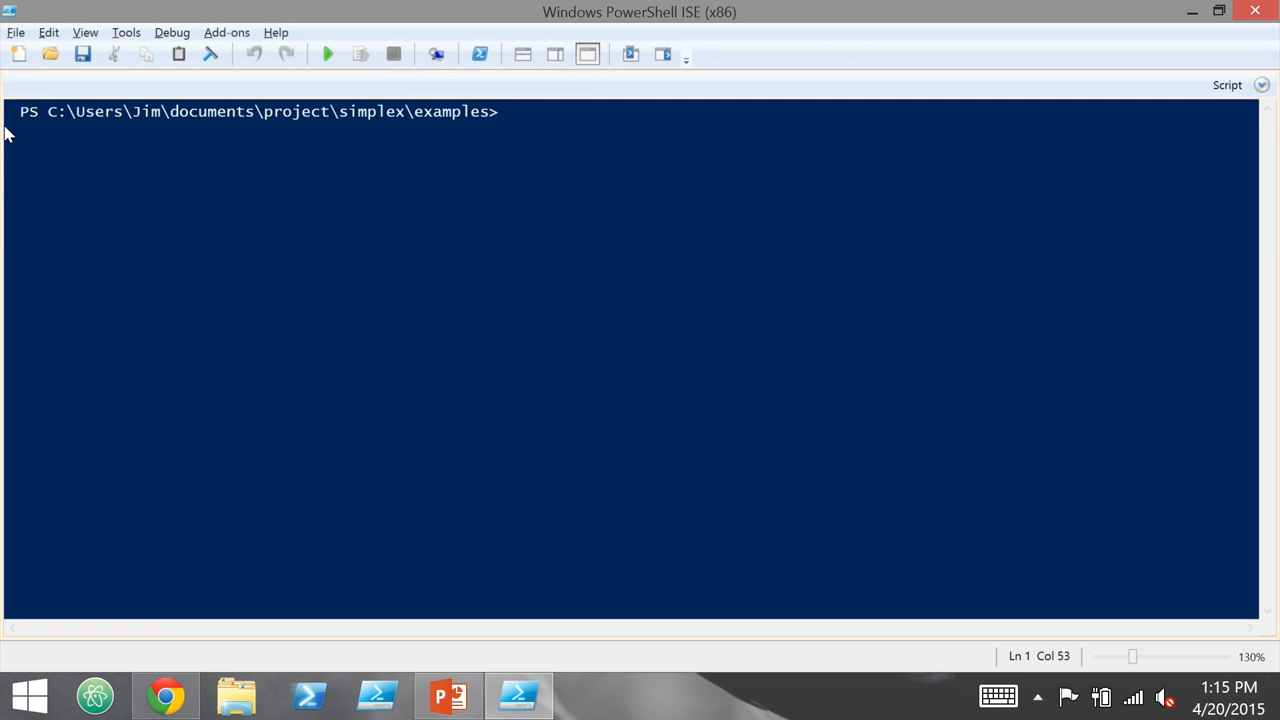 Windows PowerShell ISE (x86)
File Edit View Tools Debug Add-ons Help
Script
PS C:\Users\Jim\documents\project\simplex\examples>
Ln 1 Col 53
130%
P
1:15 PM
4/20/2015